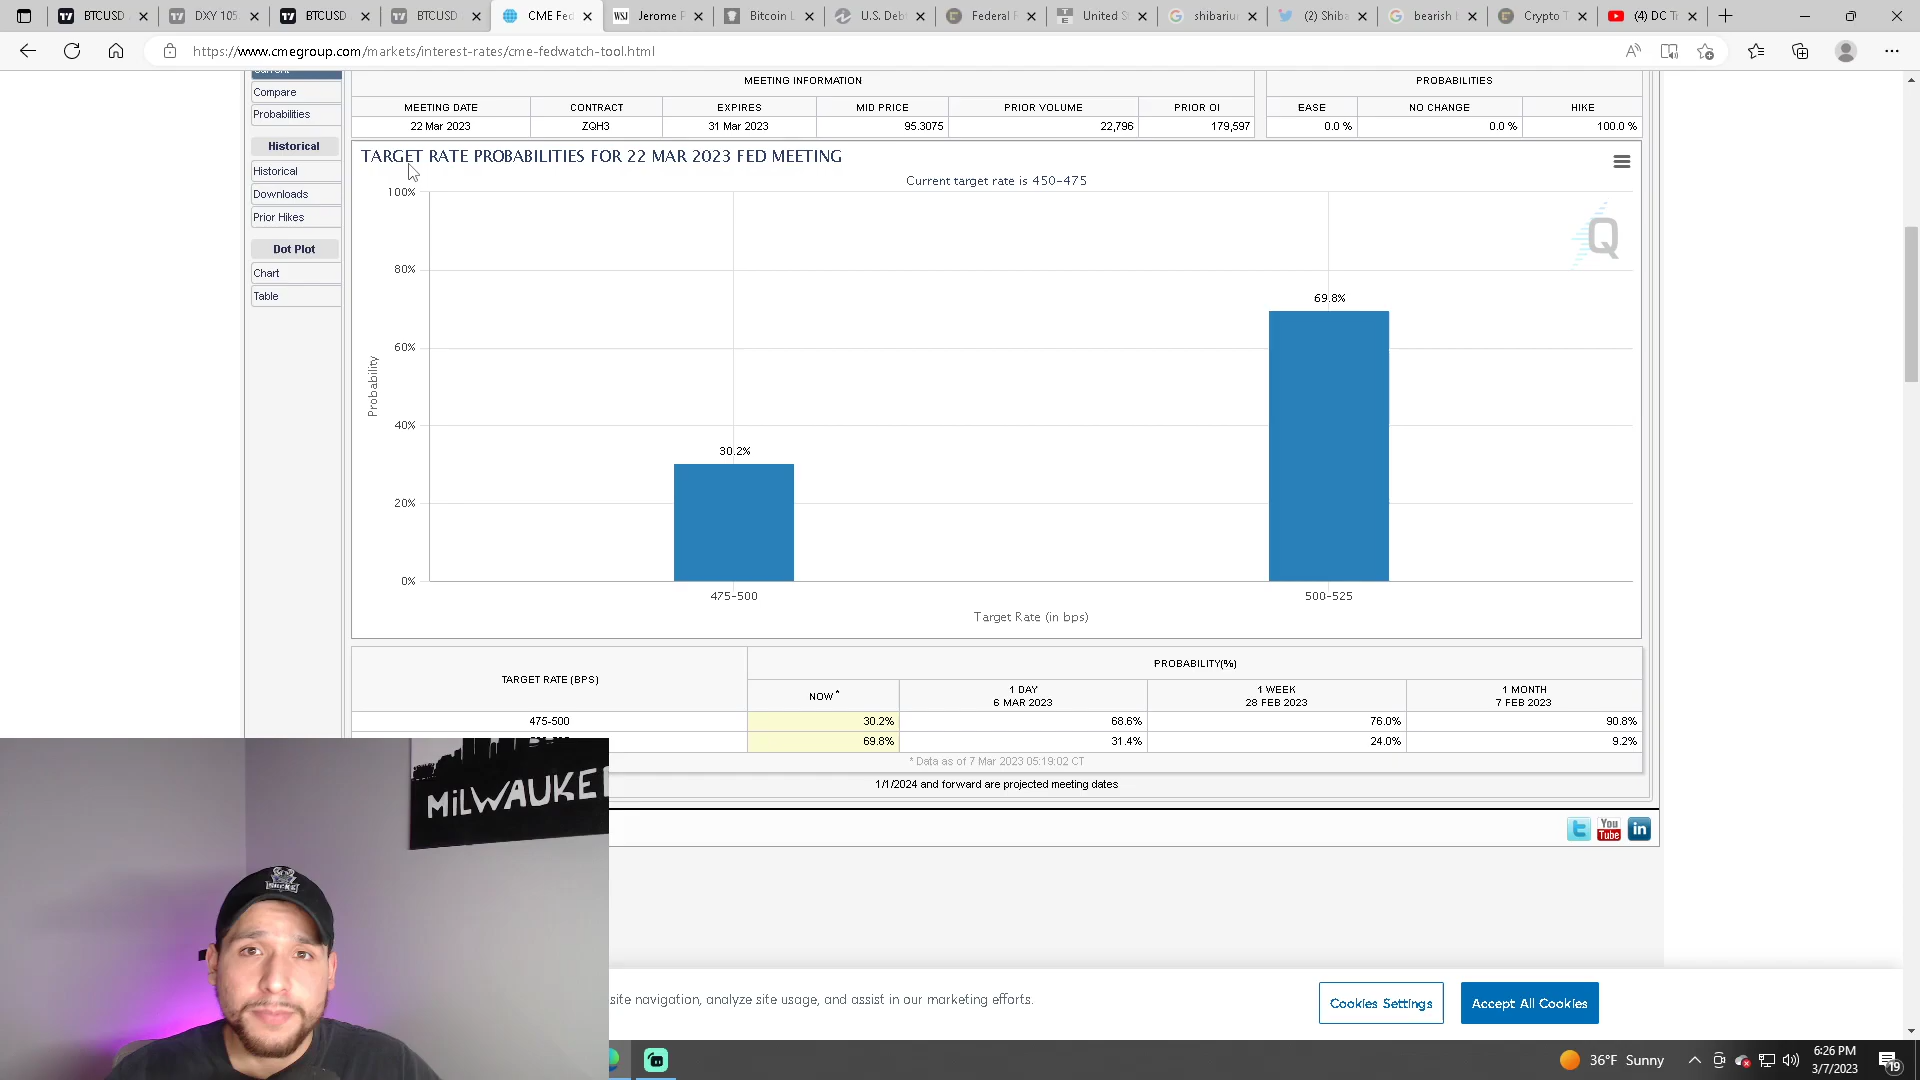 BTCUSD
DXY 105
BTCUSD
BTCUSD
CME Fed
WSJ
Jerome P
Bitcoin L
U.S. Deb
Federal F
United S
shibariu
(2) Shiba
bearish
Crypto T
(4) DC Tr
https://www.cmegroup.com/markets/interest-rates/cme-fedwatch-tool.html
Current
Compare
Probabilities
Historical
Historical
Downloads
Prior Hikes
Dot Plot
Chart
Table
MEETING INFORMATION
PROBABILITIES
MEETING DATE CONTRACT EXPIRES MID PRICE PRIOR VOLUME PRIOR OI EASE NO CHANGE HIKE
22 Mar 2023 ZQH3 31 Mar 2023 95.3075 22,796 179,597 0.0 % 0.0 % 100.0 %
TARGET RATE PROBABILITIES FOR 22 MAR 2023 FED MEETING
Current target rate is 450-475
Q
100%
80%
60%
40%
20%
0%
Probability
30.2%
69.8%
475-500
500-525
Target Rate (in bps)
TARGET RATE (BPS)
PROBABILITY(%)
NOW *
1 DAY
6 MAR 2023
1 WEEK
28 FEB 2023
1 MONTH
7 FEB 2023
475-500 30.2% 68.6% 76.0% 90.8%
69.8% 31.4% 24.0% 9.2%
* Data as of 7 Mar 2023 05:19:02 CT
1/1/2024 and forward are projected meeting dates
You
Tube
in
MILWAUKE
BUCKS
site navigation, analyze site usage, and assist in our marketing efforts.
Cookies Settings
Accept All Cookies
36°F Sunny
6:26 PM
3/7/2023
19